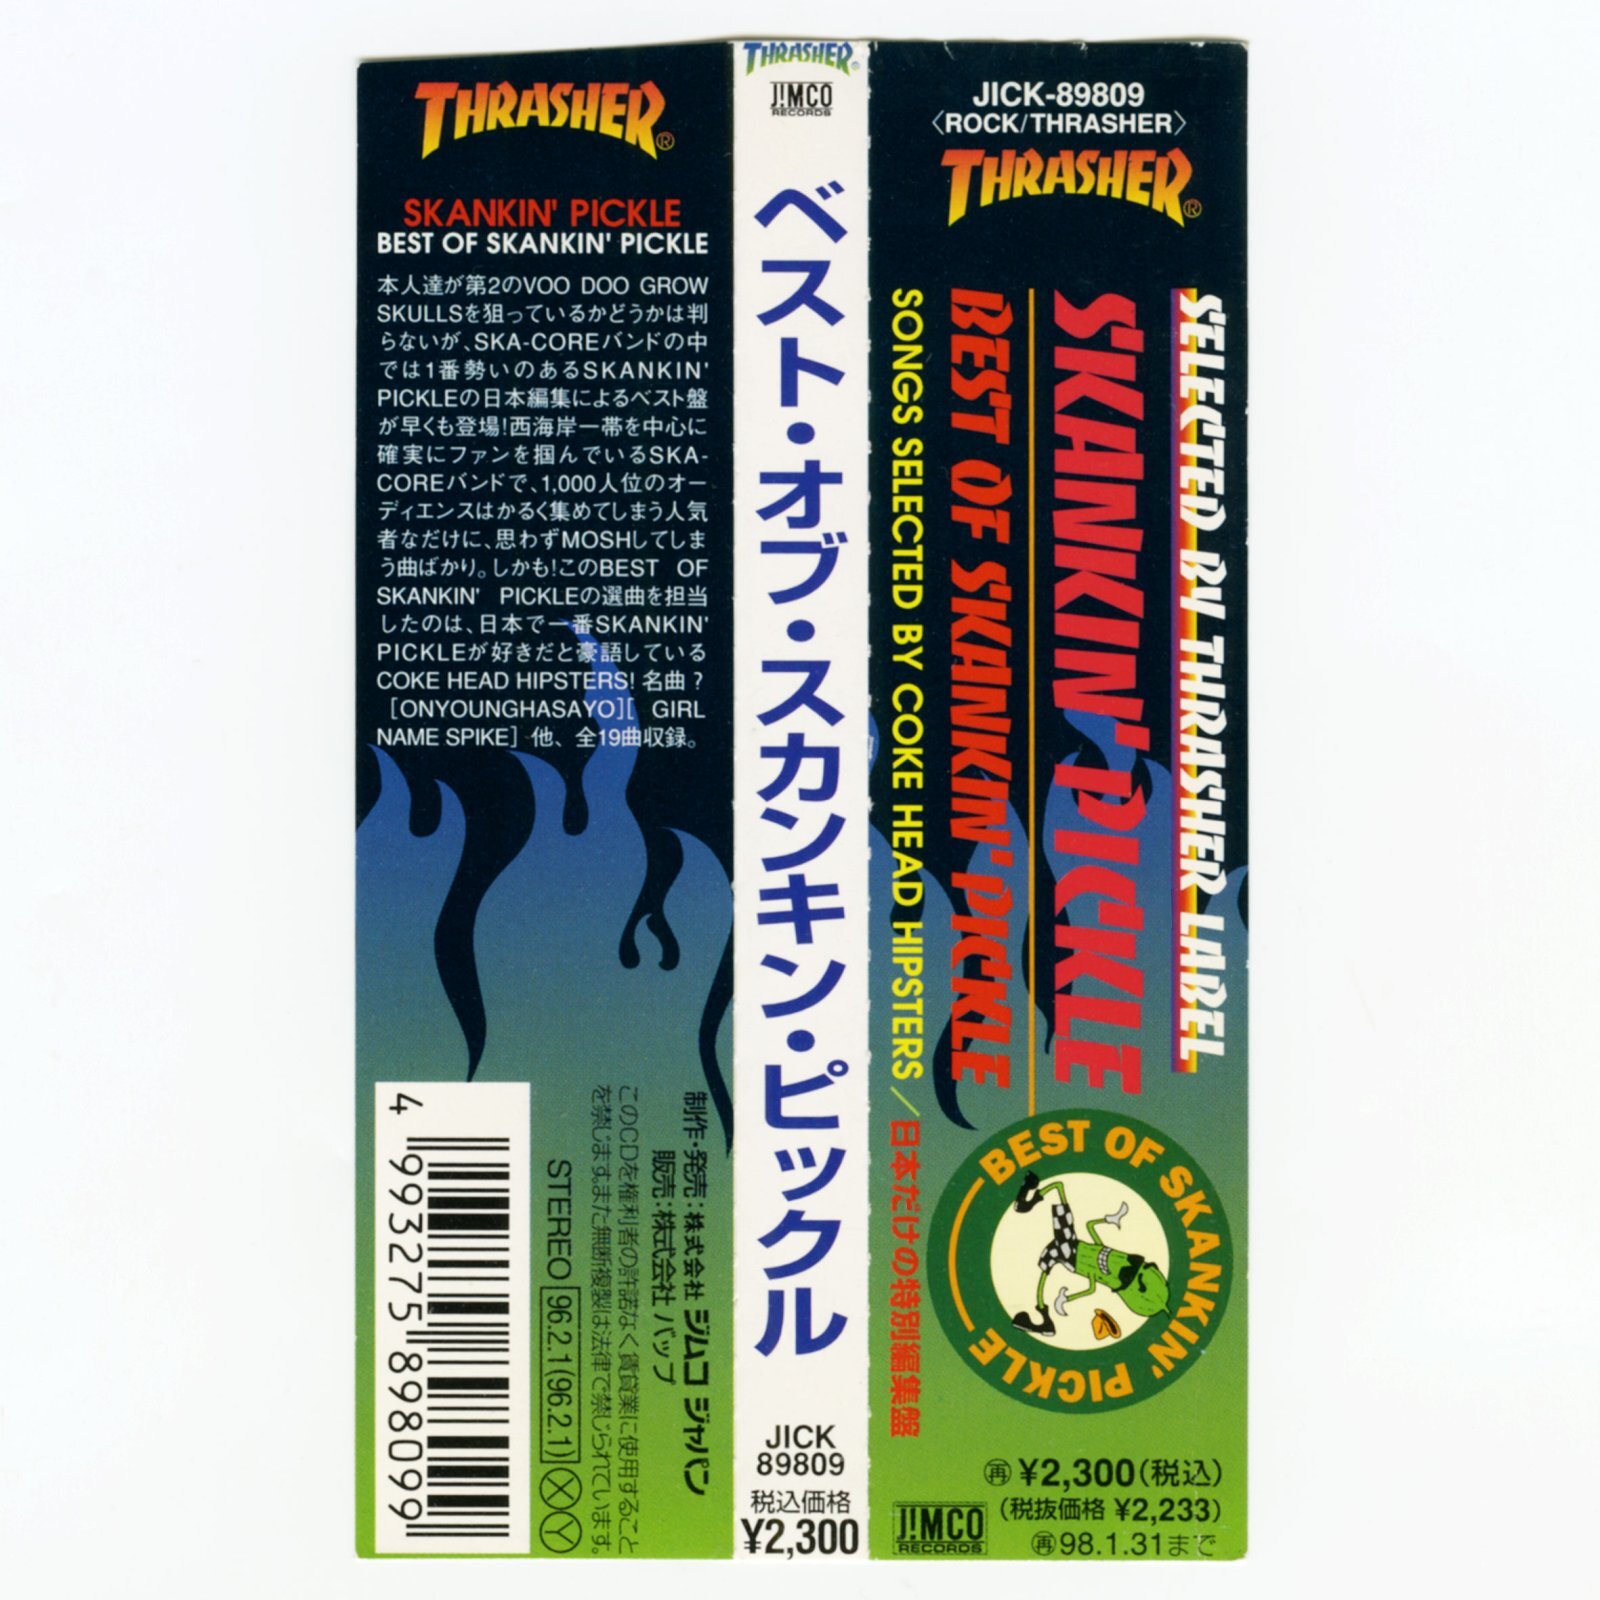 THRASHER®
SKANKIN' PICKLE
BEST OF SKANKIN' PICKLE
本人達が第2のVOO DOO GROW
SKULLSを狙っているかどうかは判
らないが、SKA-COREバンドの中
では1番勢いのあるSKANKIN'
PICKLEの日本編集によるベスト盤
が早くも登場!西海岸一帯を中心に
確実にファンを掴んでいるSKA-
COREバンドで、1,000人位のオー
ディエンスはかるく集めてしまう人気
者なだけに、思わずMOSHしてしま
う曲ばかり。しかも!このBEST OF
SKANKIN' PICKLEの選曲を担当
したのは、日本で一番SKANKIN'
PICKLEが好きだと豪語している
COKE HEAD HIPSTERS! 名曲?
[ONYOUNGHASAYO][ GIRL
NAME SPIKE] 他、全19曲収録。
制作・発売:株式会社 ジムコ ジャパン
販売:株式会社 バップ
このCDを権利者の許諾なく賃貸業に使用すること
を禁じます。また無断複製は法律で禁じられています。
STEREO 96.2.1(96.2.1) Ⓧ Ⓨ
4 993275 898099
THRASHER®
J!MCO
RECORDS
ベスト・オブ・スカンキン・ピックル
JICK
89809
税込価格
¥2,300
JICK-89809
〈ROCK/THRASHER〉
THRASHER®
SELECTED BY THRASHER LABEL
SKANKIN' PICKLE
BEST OF SKANKIN' PICKLE
SONGS SELECTED BY COKE HEAD HIPSTERS/日本だけの特別編集盤
BEST OF SKANKIN' PICKLE
㊢¥2,300(税込)
(税抜価格 ¥2,233)
㊢98.1.31まで
J!MCO
RECORDS